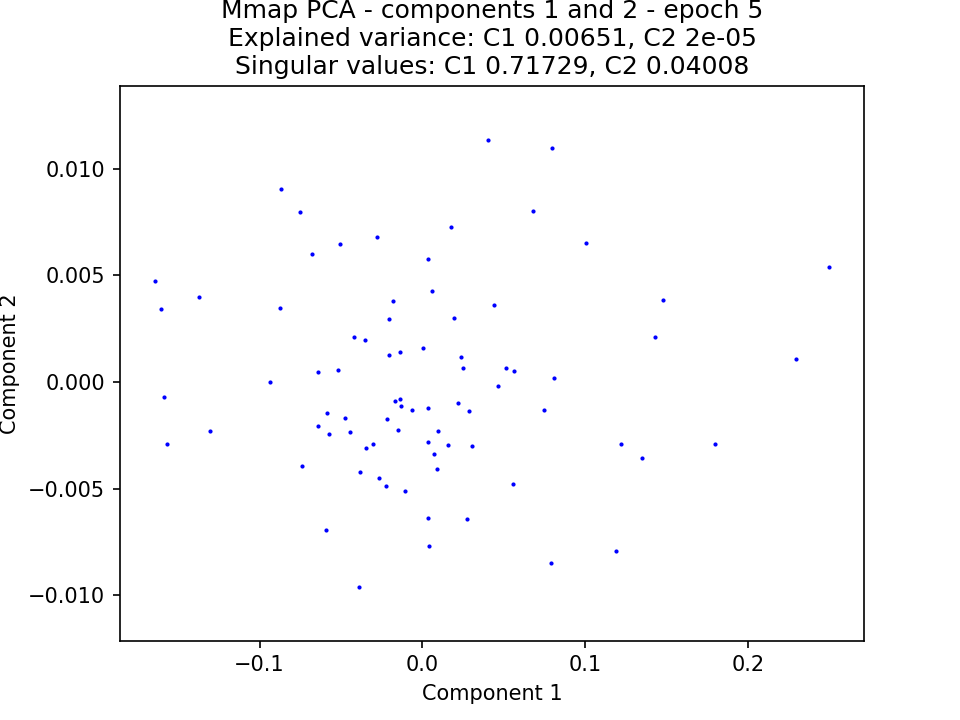 Mmap PCA - components 1 and 2 - epoch 5
Explained variance: C1 0.00651, C2 2e-05
Singular values: C1 0.71729, C2 0.04008
0.010
0.005
0.000
−0.005
−0.010
Component 2
−0.1
0.0
0.1
0.2
Component 1